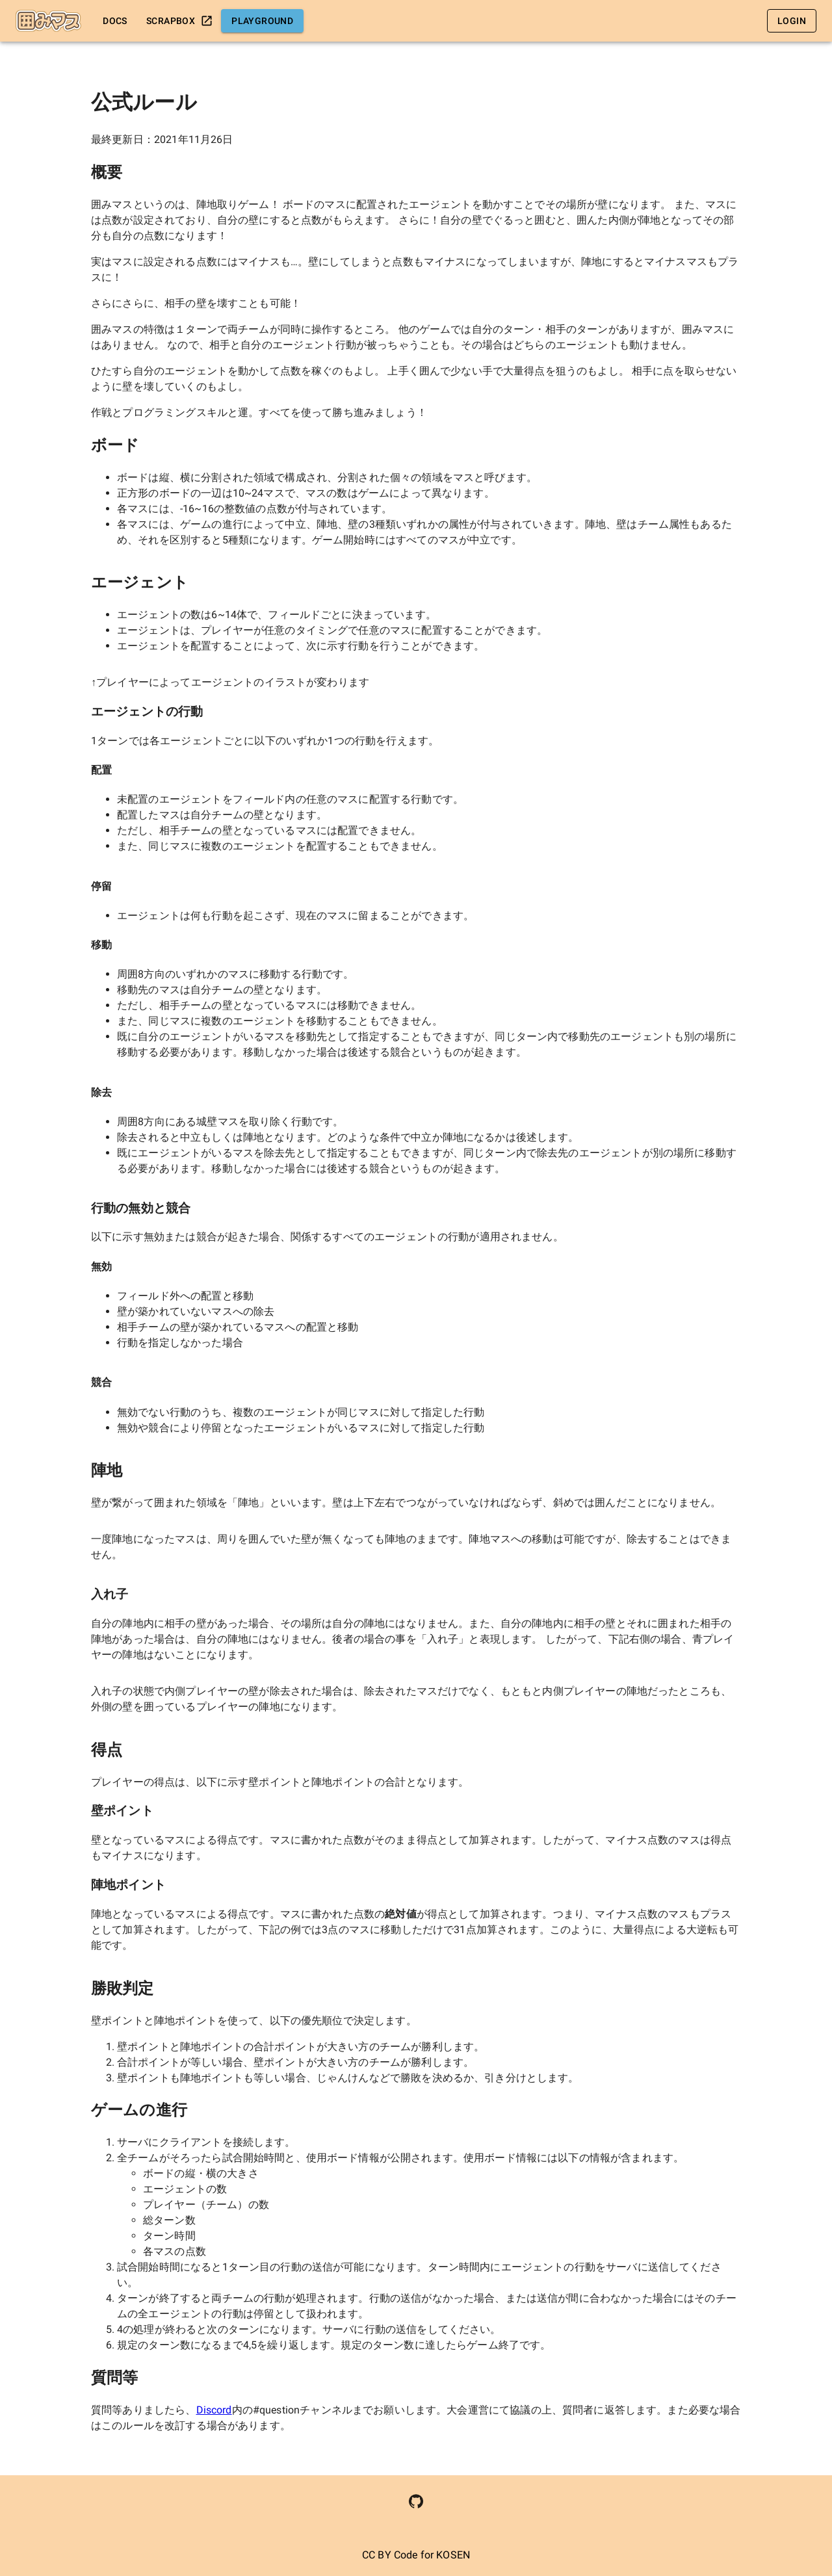 囲みマス
DOCS
SCRAPBOX
PLAYGROUND
LOGIN
公式ルール
最終更新日：2021年11月26日
概要
囲みマスというのは、陣地取りゲーム！ ボードのマスに配置されたエージェントを動かすことでその場所が壁になります。 また、マスに
は点数が設定されており、自分の壁にすると点数がもらえます。 さらに！自分の壁でぐるっと囲むと、囲んだ内側が陣地となってその部
分も自分の点数になります！
実はマスに設定される点数にはマイナスも...。壁にしてしまうと点数もマイナスになってしまいますが、陣地にするとマイナスマスもプラ
スに！
さらにさらに、相手の壁を壊すことも可能！
囲みマスの特徴は１ターンで両チームが同時に操作するところ。 他のゲームでは自分のターン・相手のターンがありますが、囲みマスに
はありません。 なので、相手と自分のエージェント行動が被っちゃうことも。その場合はどちらのエージェントも動けません。
ひたすら自分のエージェントを動かして点数を稼ぐのもよし。 上手く囲んで少ない手で大量得点を狙うのもよし。 相手に点を取らせない
ように壁を壊していくのもよし。
作戦とプログラミングスキルと運。すべてを使って勝ち進みましょう！
ボード
ボードは縦、横に分割された領域で構成され、分割された個々の領域をマスと呼びます。
正方形のボードの一辺は10~24マスで、マスの数はゲームによって異なります。
各マスには、-16~16の整数値の点数が付与されています。
各マスには、ゲームの進行によって中立、陣地、壁の3種類いずれかの属性が付与されていきます。陣地、壁はチーム属性もあるた
め、それを区別すると5種類になります。ゲーム開始時にはすべてのマスが中立です。
エージェント
エージェントの数は6~14体で、フィールドごとに決まっています。
エージェントは、プレイヤーが任意のタイミングで任意のマスに配置することができます。
エージェントを配置することによって、次に示す行動を行うことができます。
↑プレイヤーによってエージェントのイラストが変わります
エージェントの行動
1ターンでは各エージェントごとに以下のいずれか1つの行動を行えます。
配置
未配置のエージェントをフィールド内の任意のマスに配置する行動です。
配置したマスは自分チームの壁となります。
ただし、相手チームの壁となっているマスには配置できません。
また、同じマスに複数のエージェントを配置することもできません。
停留
エージェントは何も行動を起こさず、現在のマスに留まることができます。
移動
周囲8方向のいずれかのマスに移動する行動です。
移動先のマスは自分チームの壁となります。
ただし、相手チームの壁となっているマスには移動できません。
また、同じマスに複数のエージェントを移動することもできません。
既に自分のエージェントがいるマスを移動先として指定することもできますが、同じターン内で移動先のエージェントも別の場所に
移動する必要があります。移動しなかった場合は後述する競合というものが起きます。
除去
周囲8方向にある城壁マスを取り除く行動です。
除去されると中立もしくは陣地となります。どのような条件で中立か陣地になるかは後述します。
既にエージェントがいるマスを除去先として指定することもできますが、同じターン内で除去先のエージェントが別の場所に移動す
る必要があります。移動しなかった場合には後述する競合というものが起きます。
行動の無効と競合
以下に示す無効または競合が起きた場合、関係するすべてのエージェントの行動が適用されません。
無効
フィールド外への配置と移動
壁が築かれていないマスへの除去
相手チームの壁が築かれているマスへの配置と移動
行動を指定しなかった場合
競合
無効でない行動のうち、複数のエージェントが同じマスに対して指定した行動
無効や競合により停留となったエージェントがいるマスに対して指定した行動
陣地
壁が繋がって囲まれた領域を「陣地」といいます。壁は上下左右でつながっていなければならず、斜めでは囲んだことになりません。
一度陣地になったマスは、周りを囲んでいた壁が無くなっても陣地のままです。陣地マスへの移動は可能ですが、除去することはできま
せん。
入れ子
自分の陣地内に相手の壁があった場合、その場所は自分の陣地にはなりません。また、自分の陣地内に相手の壁とそれに囲まれた相手の
陣地があった場合は、自分の陣地にはなりません。後者の場合の事を「入れ子」と表現します。 したがって、下記右側の場合、青プレイ
ヤーの陣地はないことになります。
入れ子の状態で内側プレイヤーの壁が除去された場合は、除去されたマスだけでなく、もともと内側プレイヤーの陣地だったところも、
外側の壁を囲っているプレイヤーの陣地になります。
得点
プレイヤーの得点は、以下に示す壁ポイントと陣地ポイントの合計となります。
壁ポイント
壁となっているマスによる得点です。マスに書かれた点数がそのまま得点として加算されます。したがって、マイナス点数のマスは得点
もマイナスになります。
陣地ポイント
陣地となっているマスによる得点です。マスに書かれた点数の絶対値が得点として加算されます。つまり、マイナス点数のマスもプラス
として加算されます。したがって、下記の例では3点のマスに移動しただけで31点加算されます。このように、大量得点による大逆転も可
能です。
勝敗判定
壁ポイントと陣地ポイントを使って、以下の優先順位で決定します。
1. 壁ポイントと陣地ポイントの合計ポイントが大きい方のチームが勝利します。
2. 合計ポイントが等しい場合、壁ポイントが大きい方のチームが勝利します。
3. 壁ポイントも陣地ポイントも等しい場合、じゃんけんなどで勝敗を決めるか、引き分けとします。
ゲームの進行
1. サーバにクライアントを接続します。
2. 全チームがそろったら試合開始時間と、使用ボード情報が公開されます。使用ボード情報には以下の情報が含まれます。
ボードの縦・横の大きさ
エージェントの数
プレイヤー（チーム）の数
総ターン数
ターン時間
各マスの点数
3. 試合開始時間になると1ターン目の行動の送信が可能になります。ターン時間内にエージェントの行動をサーバに送信してくださ
い。
4. ターンが終了すると両チームの行動が処理されます。行動の送信がなかった場合、または送信が間に合わなかった場合にはそのチー
ムの全エージェントの行動は停留として扱われます。
5. 4の処理が終わると次のターンになります。サーバに行動の送信をしてください。
6. 規定のターン数になるまで4,5を繰り返します。規定のターン数に達したらゲーム終了です。
質問等
質問等ありましたら、Discord内の#questionチャンネルまでお願いします。大会運営にて協議の上、質問者に返答します。また必要な場合
はこのルールを改訂する場合があります。
CC BY Code for KOSEN